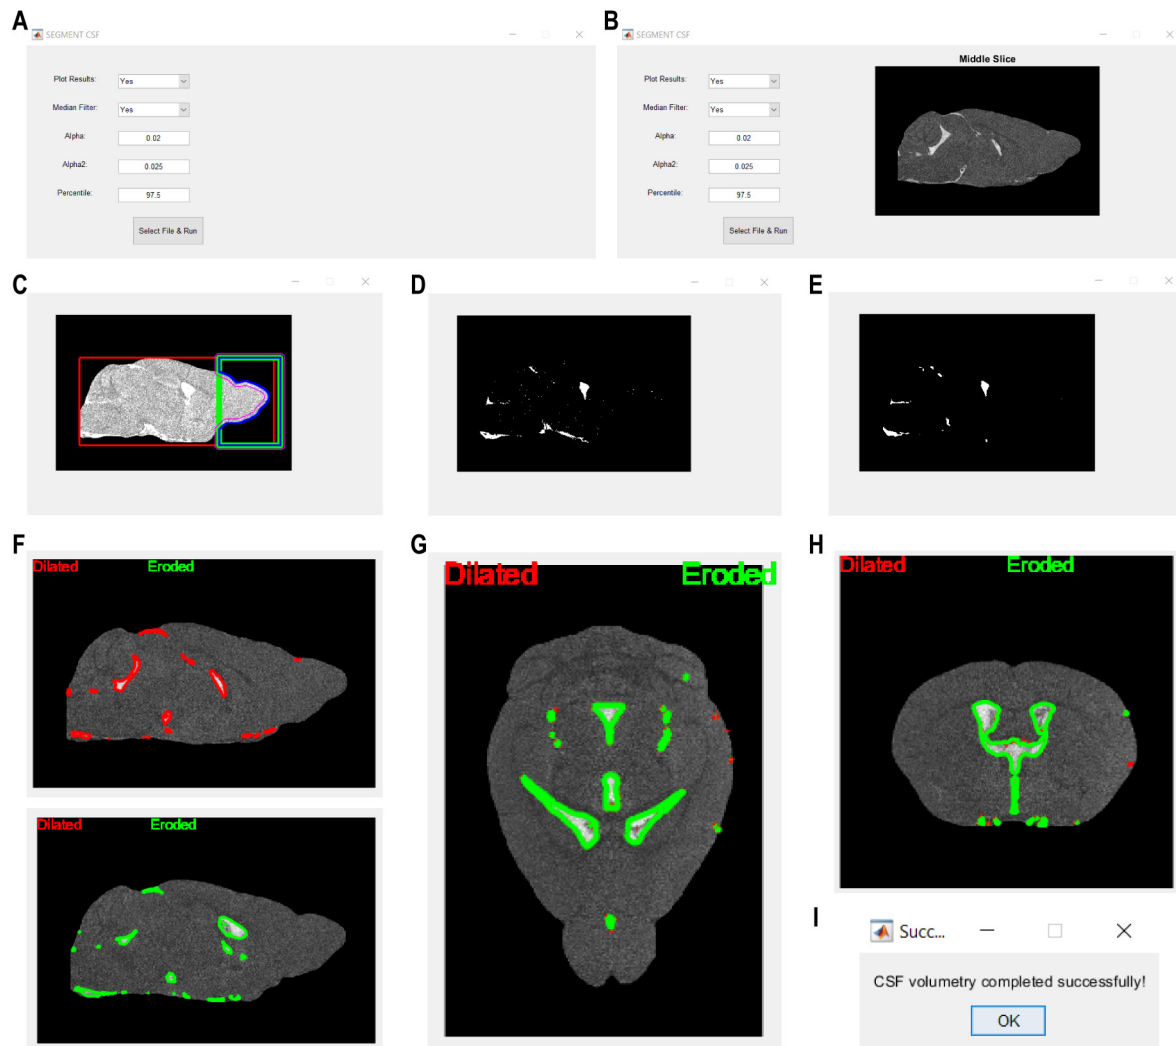 A
SEGMENT CSF
Plot Results:
Yes
Median Filter:
Yes
Alpha:
0.02
Alpha2:
0.025
Percentile:
97.5
Select File & Run
B
SEGMENT CSF
Middle Slice
Plot Results:
Yes
Median Filter:
Yes
Alpha:
0.02
Alpha2:
0.025
Percentile:
97.5
Select File & Run
C
D
E
F
Dilated
Eroded
Dilated
Eroded
G
Dilated
Eroded
H
Dilated
Eroded
I
Succ...
CSF volumetry completed successfully!
OK